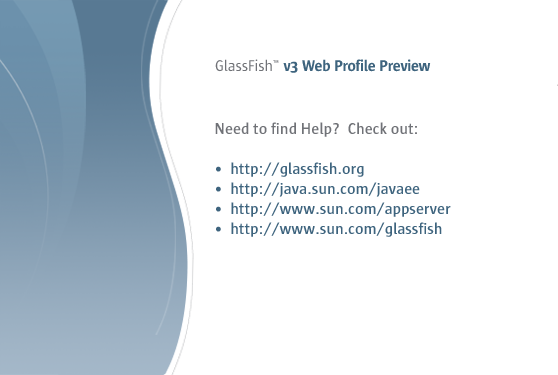 GlassFish™ v3 Web Profile Preview
Need to find Help? Check out:
• http://glassfish.org
• http://java.sun.com/javaee
• http://www.sun.com/appserver
• http://www.sun.com/glassfish